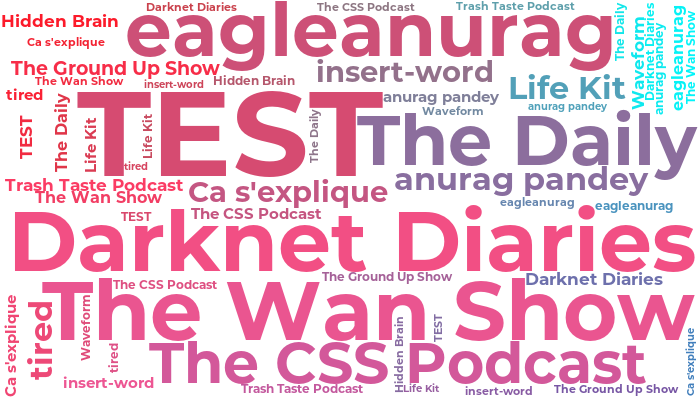 Darknet Diaries
The CSS Podcast
Trash Taste Podcast
Hidden Brain
eagleanurag
The Daily
Waveform
Darknet Diaries
anurag pandey
eagleanurag
The Wan Show
Ca s'explique
The Ground Up Show
insert-word
The Wan Show
insert-word
Hidden Brain
Life Kit
tired
TEST
anurag pandey
anurag pandey
Waveform
TEST
The Daily
Life Kit
Life Kit
The Daily
The Daily
tired
anurag pandey
Trash Taste Podcast
Ca s'explique
The Wan Show
eagleanurag
eagleanurag
TEST
The CSS Podcast
Darknet Diaries
The Ground Up Show
Darknet Diaries
The CSS Podcast
The Wan Show
Ca s'explique
tired
Waveform
tired
The CSS Podcast
Hidden Brain
TEST
Ca s'explique
insert-word
Trash Taste Podcast
Life Kit
insert-word
The Ground Up Show